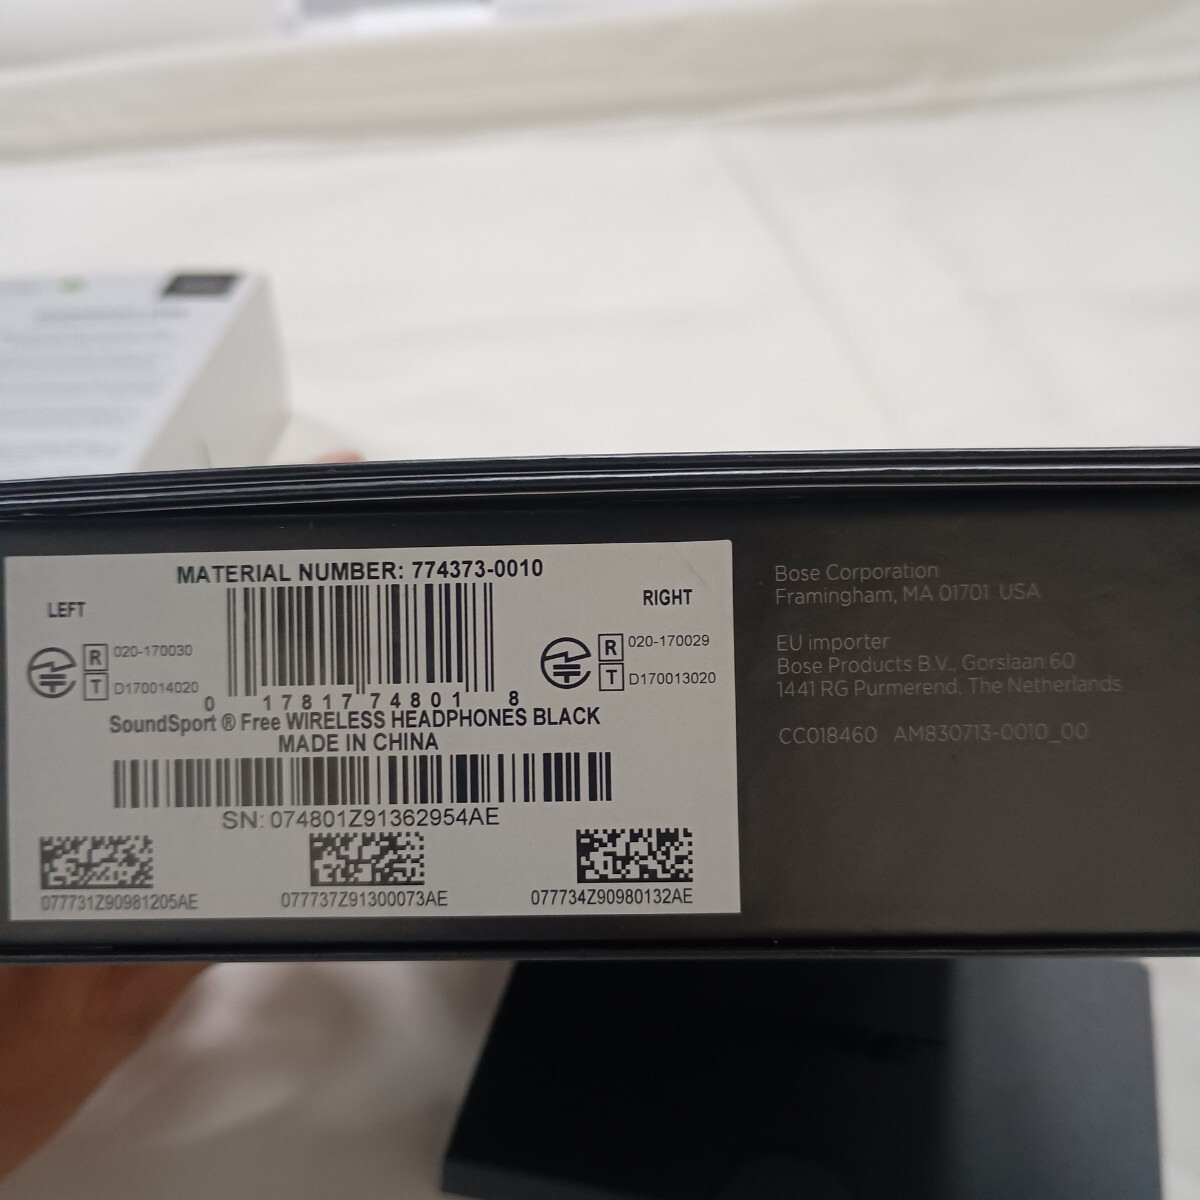 MATERIAL NUMBER: 774373-0010
LEFT
RIGHT
R 020-170030
T D170014020
R 020-170029
T D170013020
0 17817 74801 8
SoundSport ® Free WIRELESS HEADPHONES BLACK
MADE IN CHINA
SN: 074801Z91362954AE
077731Z90981205AE
077737Z91300073AE
077734Z90980132AE
Bose Corporation
Framingham, MA 01701 USA
EU importer
Bose Products B.V., Gorslaan 60
1441 RG Purmerend, The Netherlands
CC018460 AM830713-0010_00